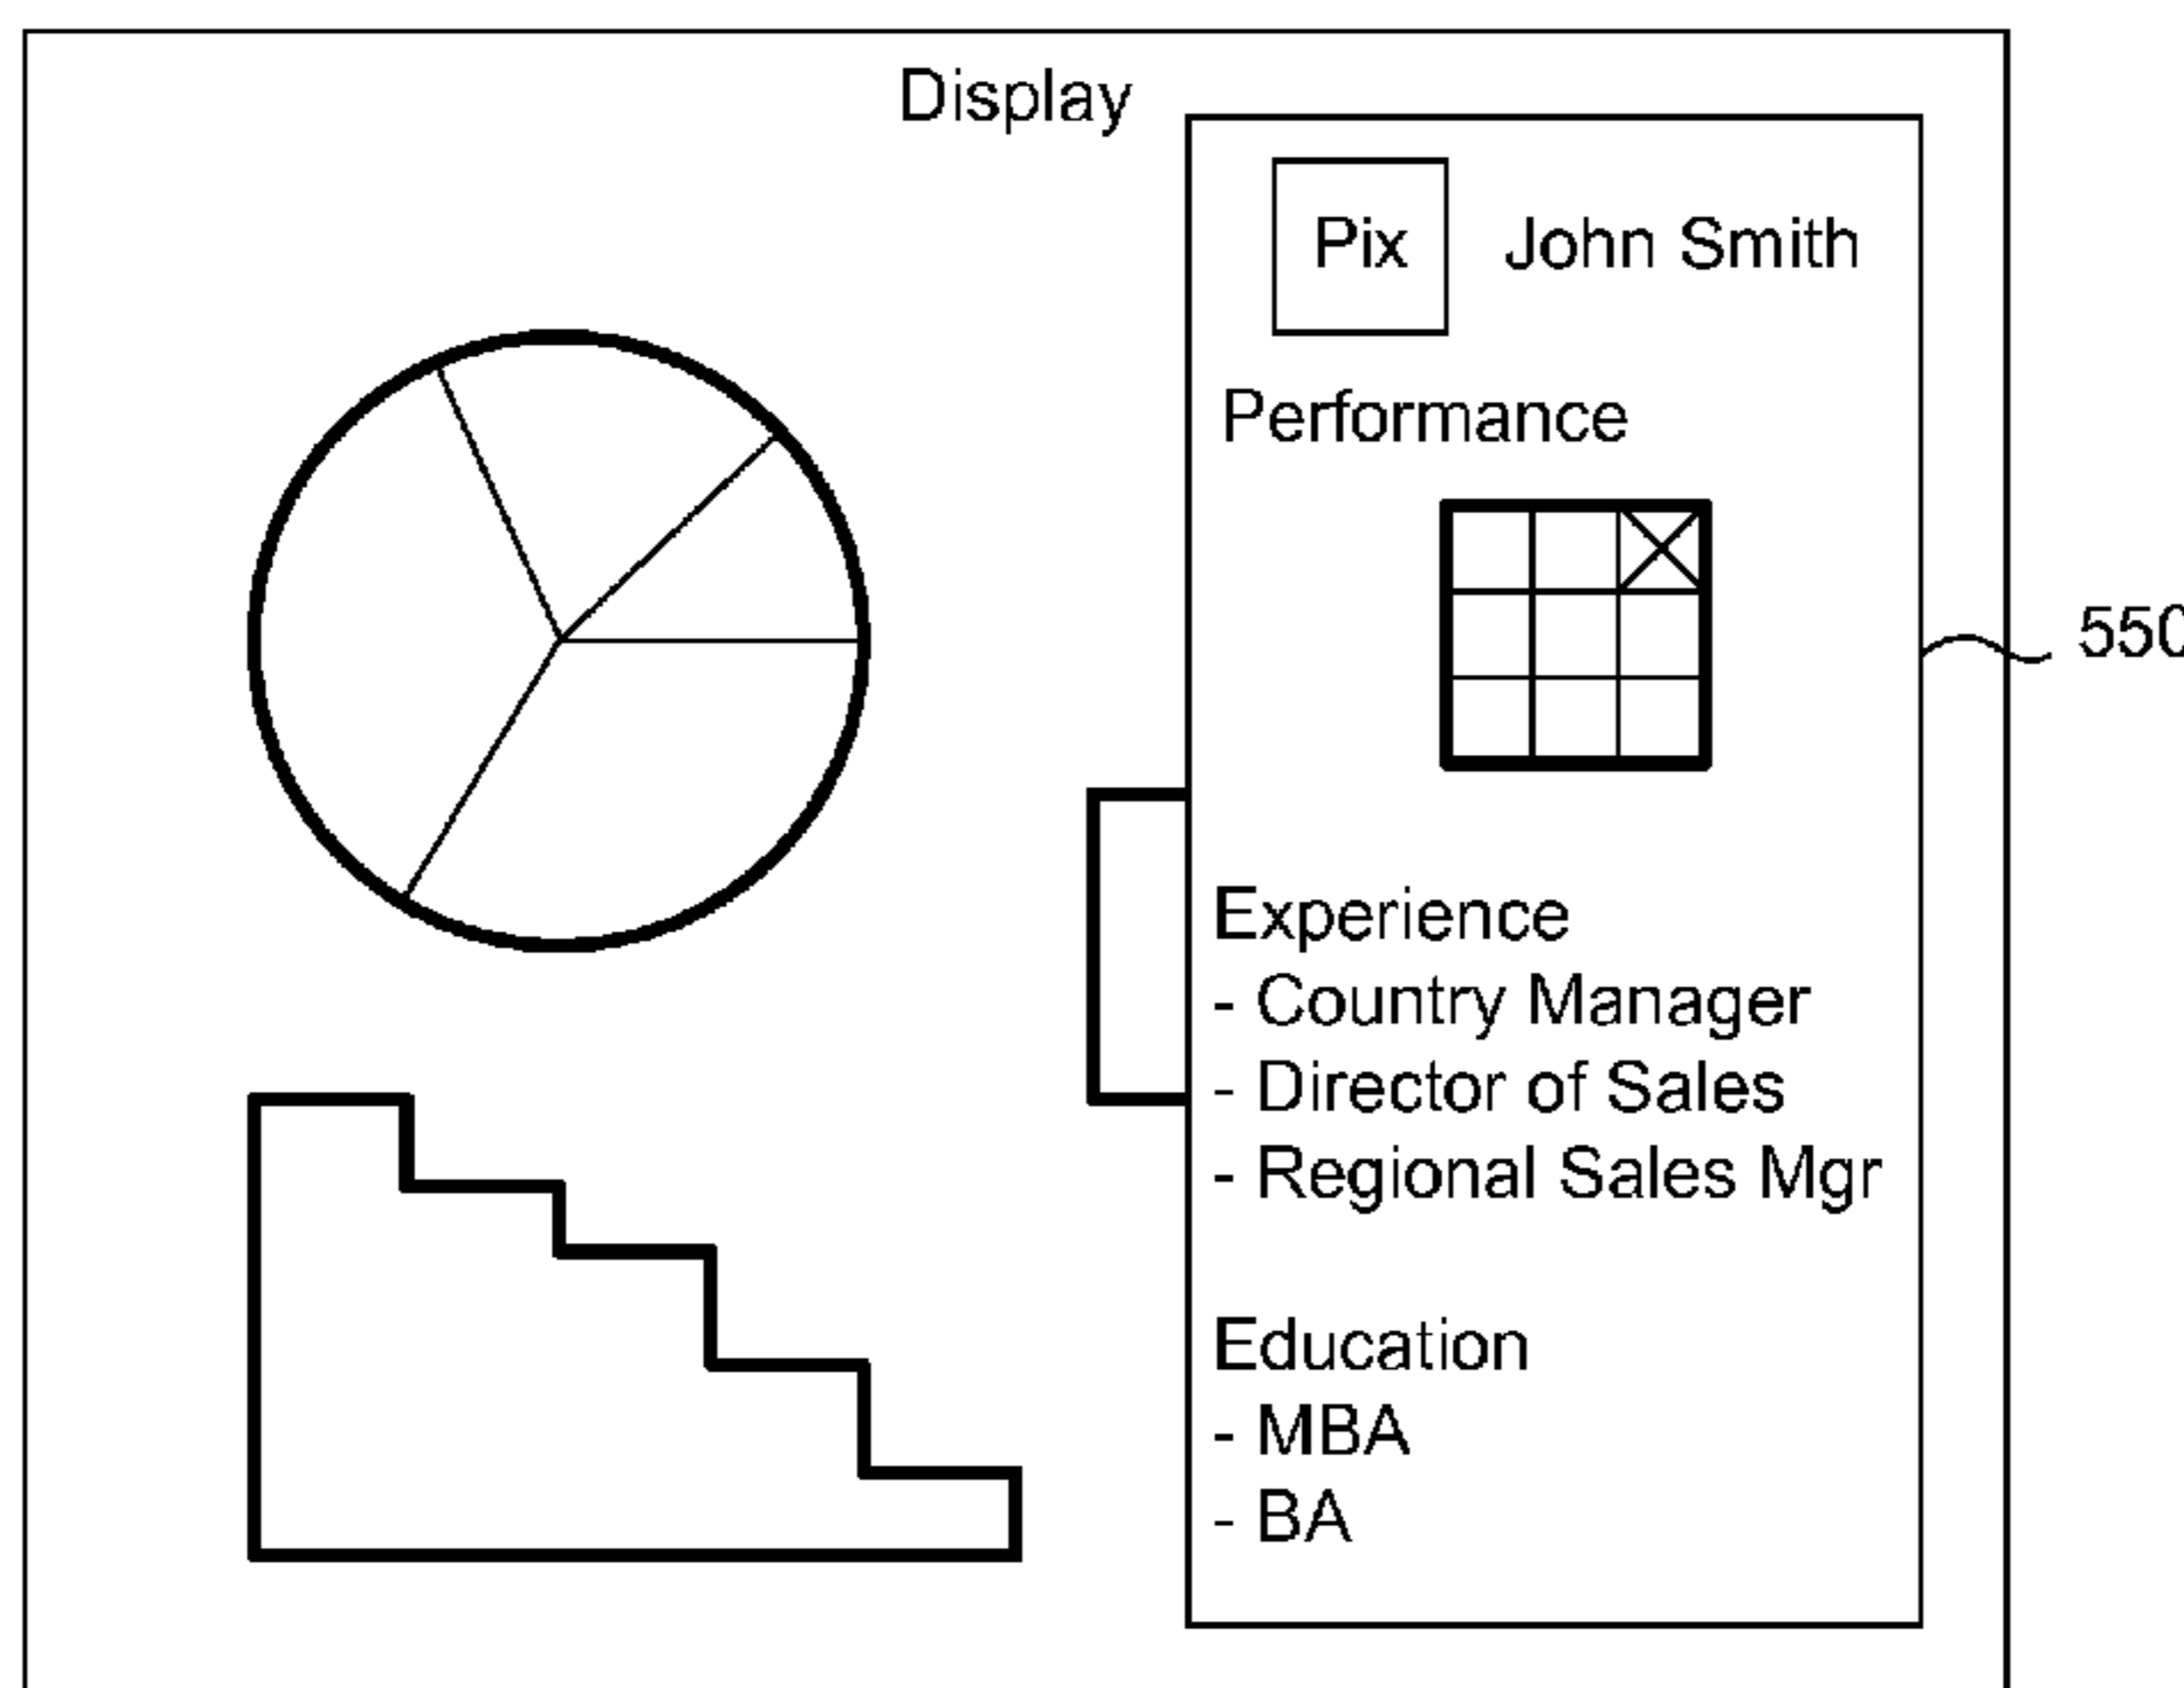 Display
Pix
John Smith
Performance
550
Experience
- Country Manager
- Director of Sales
- Regional Sales Mgr
Education
- MBA
- BA